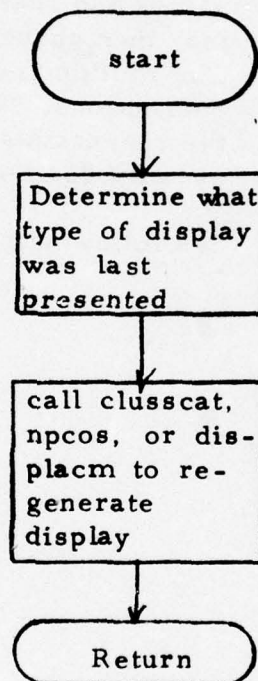 start
Determine what
type of display
was last
presented
call clusscat,
npcos, or dis-
placm to re-
generate
display
Return